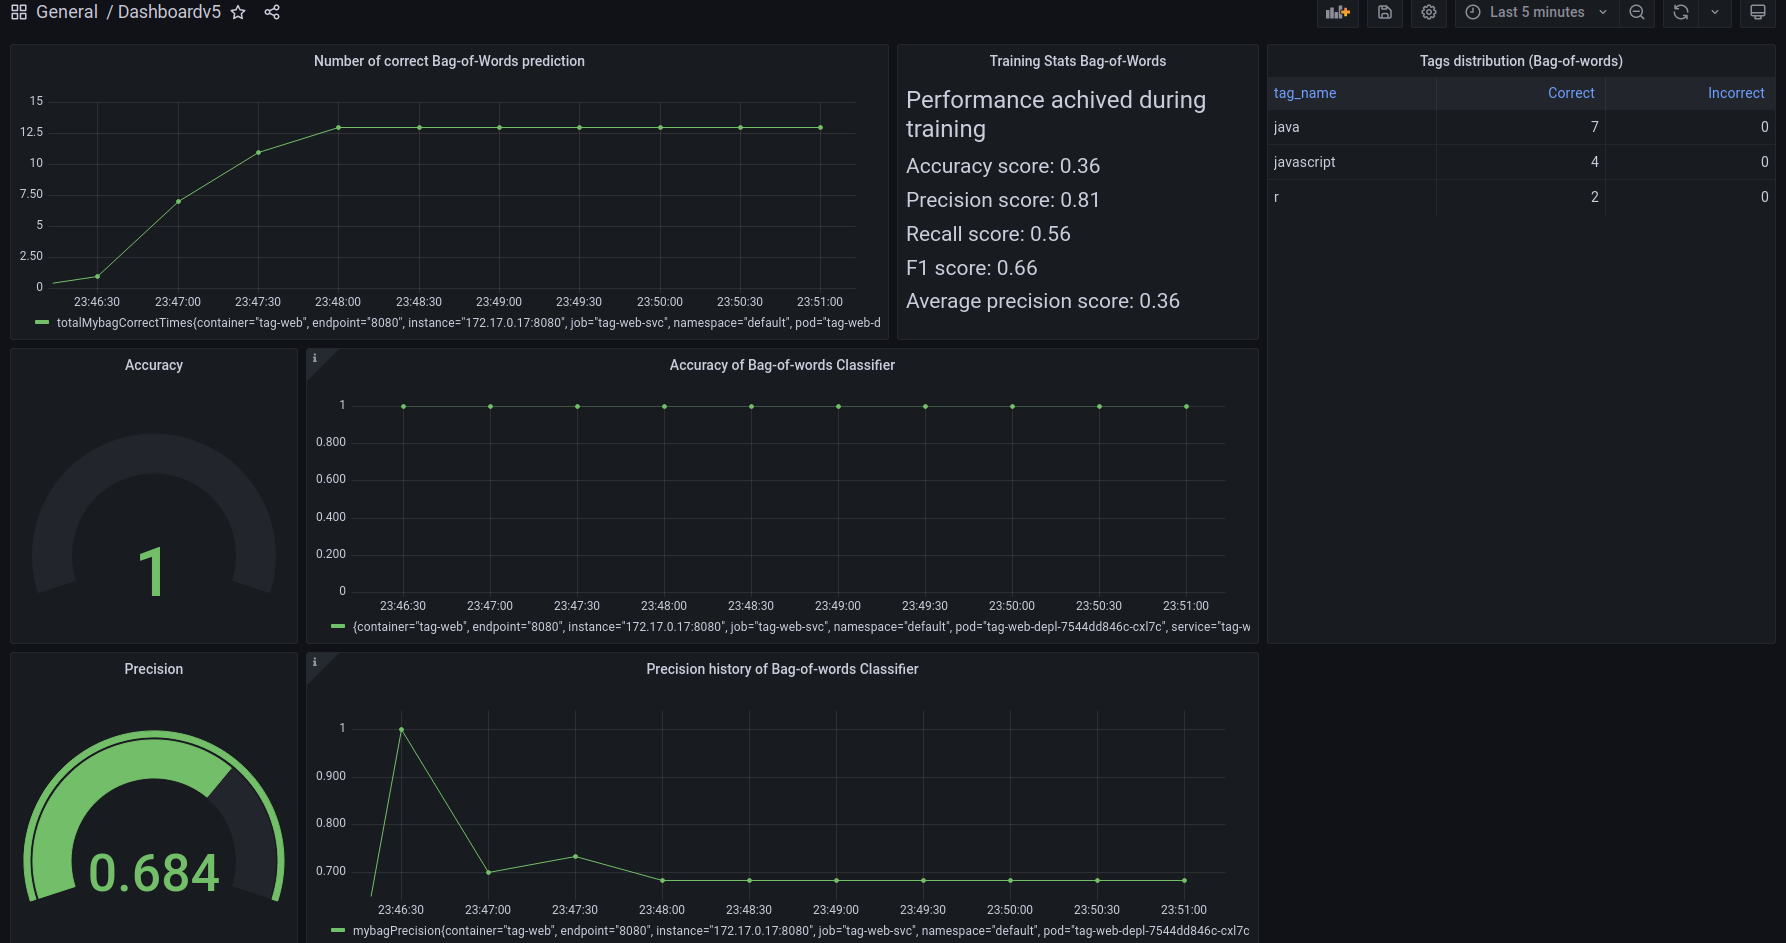 General / Dashboardv5
Last 5 minutes
Number of correct Bag-of-Words prediction
15
12.5
10
7.50
5
2.50
0
23:46:30 23:47:00 23:47:30 23:48:00 23:48:30 23:49:00 23:49:30 23:50:00 23:50:30 23:51:00
totalMybagCorrectTimes{container="tag-web", endpoint="8080", instance="172.17.0.17:8080", job="tag-web-svc", namespace="default", pod="tag-web-d
Training Stats Bag-of-Words
Performance achived during
training
Accuracy score: 0.36
Precision score: 0.81
Recall score: 0.56
F1 score: 0.66
Average precision score: 0.36
Tags distribution (Bag-of-words)
tag_name Correct Incorrect
java 7 0
javascript 4 0
r 2 0
Accuracy
1
i
Accuracy of Bag-of-words Classifier
1
0.800
0.600
0.400
0.200
0
23:46:30 23:47:00 23:47:30 23:48:00 23:48:30 23:49:00 23:49:30 23:50:00 23:50:30 23:51:00
{container="tag-web", endpoint="8080", instance="172.17.0.17:8080", job="tag-web-svc", namespace="default", pod="tag-web-depl-7544dd846c-cxl7c", service="tag-w
Precision
0.684
i
Precision history of Bag-of-words Classifier
1
0.900
0.800
0.700
23:46:30 23:47:00 23:47:30 23:48:00 23:48:30 23:49:00 23:49:30 23:50:00 23:50:30 23:51:00
mybagPrecision{container="tag-web", endpoint="8080", instance="172.17.0.17:8080", job="tag-web-svc", namespace="default", pod="tag-web-depl-7544dd846c-cxl7c